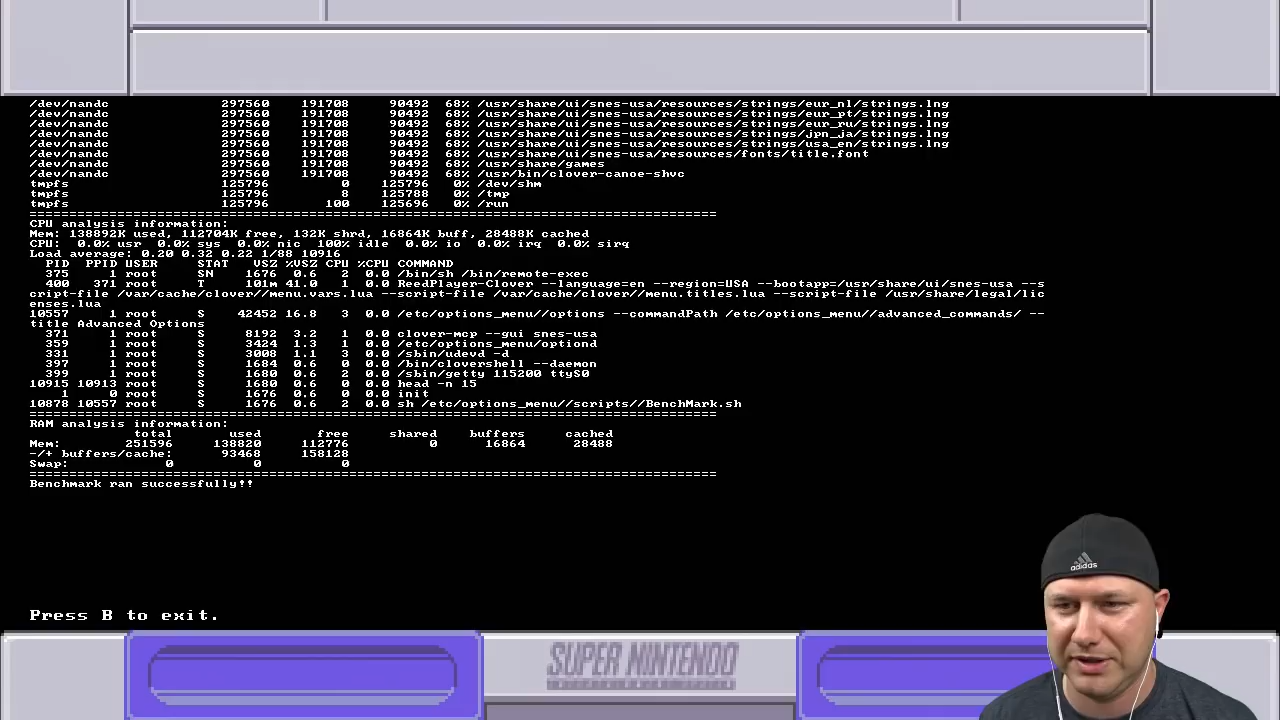 /dev/nandc 297560 191708 90492 68% /usr/share/ui/snes-usa/resources/strings/eur_nl/strings.lng
/dev/nandc 297560 191708 90492 68% /usr/share/ui/snes-usa/resources/strings/eur_pt/strings.lng
/dev/nandc 297560 191708 90492 68% /usr/share/ui/snes-usa/resources/strings/eur_ru/strings.lng
/dev/nandc 297560 191708 90492 68% /usr/share/ui/snes-usa/resources/strings/jpn_ja/strings.lng
/dev/nandc 297560 191708 90492 68% /usr/share/ui/snes-usa/resources/strings/usa_en/strings.lng
/dev/nandc 297560 191708 90492 68% /usr/share/ui/snes-usa/resources/fonts/title.font
/dev/nandc 297560 191708 90492 68% /usr/share/games
/dev/nandc 297560 191708 90492 68% /usr/bin/clover-canoe-shvc
tmpfs 125796 0 125796 0% /dev/shm
tmpfs 125796 8 125788 0% /tmp
tmpfs 125796 100 125696 0% /run
======================================================================================
CPU analysis information:
Mem: 138892K used, 112704K free, 132K shrd, 16864K buff, 28488K cached
CPU: 0.0% usr 0.0% sys 0.0% nic 100% idle 0.0% io 0.0% irq 0.0% sirq
Load average: 0.20 0.32 0.22 1/88 10916
PID PPID USER STAT VSZ %VSZ CPU %CPU COMMAND
375 1 root SN 1676 0.6 2 0.0 /bin/sh /bin/remote-exec
400 371 root T 101m 41.0 1 0.0 ReedPlayer-Clover --language=en --region=USA --bootapp=/usr/share/ui/snes-usa --s
cript-file /var/cache/clover//menu.vars.lua --script-file /var/cache/clover//menu.titles.lua --script-file /usr/share/legal/lic
enses.lua
10557 1 root S 42452 16.8 3 0.0 /etc/options_menu//options --commandPath /etc/options_menu//advanced_commands/ --
title Advanced Options
371 1 root S 8192 3.2 1 0.0 clover-mcp --gui snes-usa
359 1 root S 3424 1.3 1 0.0 /etc/options_menu/optiond
331 1 root S 3008 1.1 3 0.0 /sbin/udevd -d
397 1 root S 1684 0.6 0 0.0 /bin/clovershell --daemon
399 1 root S 1680 0.6 2 0.0 /sbin/getty 115200 ttyS0
10915 10913 root S 1680 0.6 0 0.0 head -n 15
1 0 root S 1676 0.6 0 0.0 init
10878 10557 root S 1676 0.6 2 0.0 sh /etc/options_menu//scripts//BenchMark.sh
======================================================================================
RAM analysis information:
total used free shared buffers cached
Mem: 251596 138820 112776 0 16864 28488
-/+ buffers/cache: 93468 158128
Swap: 0 0 0
======================================================================================
Benchmark ran successfully!!
adidas
Press B to exit.
SUPER NINTENDO